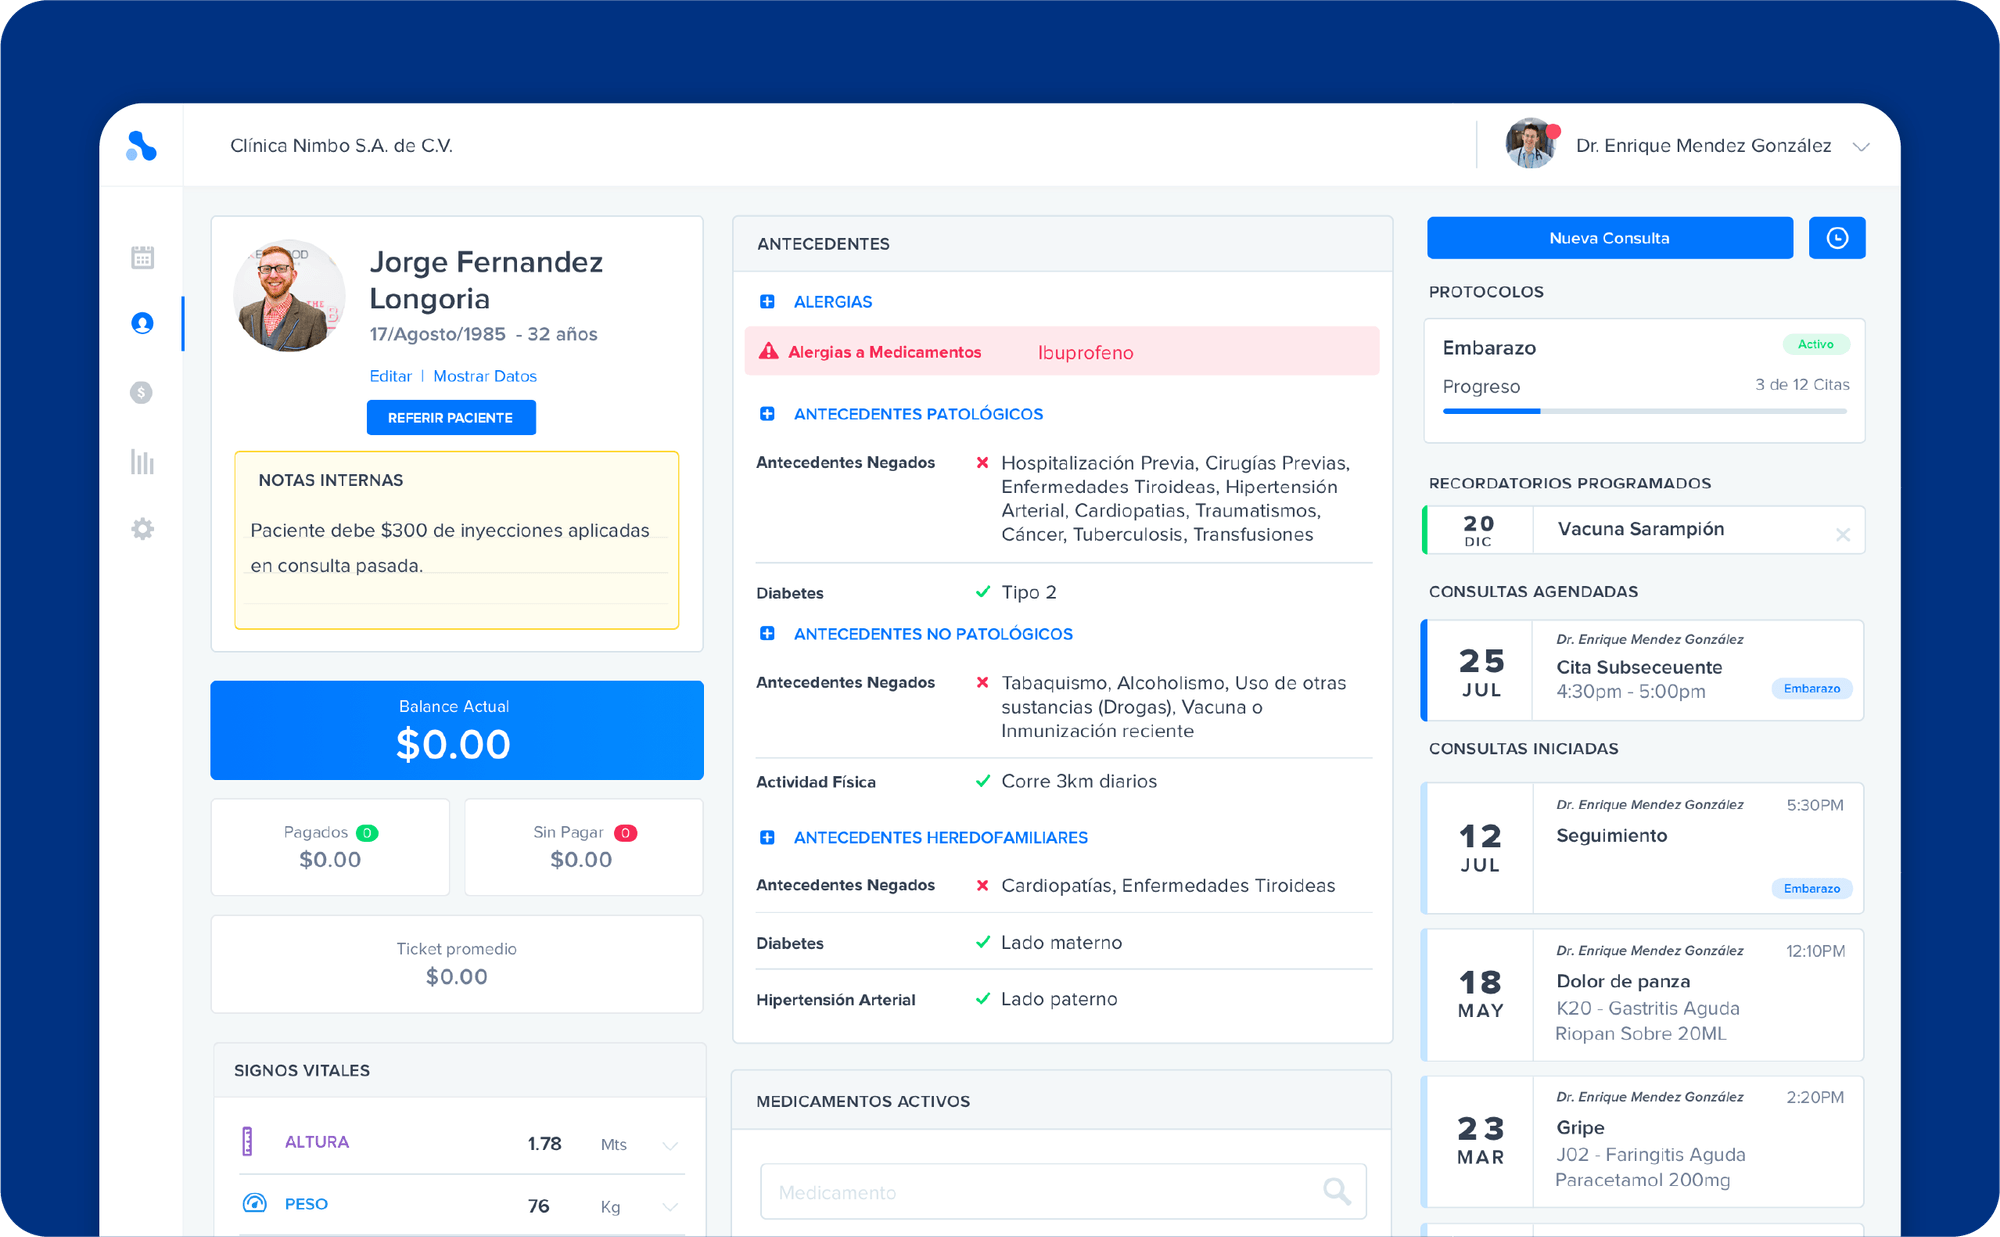 Clínica Nimbo S.A. de C.V.
Dr. Enrique Mendez González
Jorge Fernandez
Longoria
17/Agosto/1985 - 32 años
Editar | Mostrar Datos
REFERIR PACIENTE
NOTAS INTERNAS
Paciente debe $300 de inyecciones aplicadas
en consulta pasada.
Balance Actual
$0.00
Pagados 0
$0.00
Sin Pagar 0
$0.00
Ticket promedio
$0.00
SIGNOS VITALES
ALTURA 1.78 Mts
PESO 76 Kg
ANTECEDENTES
ALERGIAS
Alergias a Medicamentos Ibuprofeno
ANTECEDENTES PATOLÓGICOS
Antecedentes Negados Hospitalización Previa, Cirugías Previas,
Enfermedades Tiroideas, Hipertensión
Arterial, Cardiopatias, Traumatismos,
Cáncer, Tuberculosis, Transfusiones
Diabetes Tipo 2
ANTECEDENTES NO PATOLÓGICOS
Antecedentes Negados Tabaquismo, Alcoholismo, Uso de otras
sustancias (Drogas), Vacuna o
Inmunización reciente
Actividad Física Corre 3km diarios
ANTECEDENTES HEREDOFAMILIARES
Antecedentes Negados Cardiopatías, Enfermedades Tiroideas
Diabetes Lado materno
Hipertensión Arterial Lado paterno
MEDICAMENTOS ACTIVOS
Medicamento
Nueva Consulta
PROTOCOLOS
Embarazo Activo
Progreso 3 de 12 Citas
RECORDATORIOS PROGRAMADOS
20
DIC
Vacuna Sarampión
CONSULTAS AGENDADAS
25
JUL
Dr. Enrique Mendez González
Cita Subseceuente
4:30pm - 5:00pm
Embarazo
CONSULTAS INICIADAS
12
JUL
Dr. Enrique Mendez González 5:30PM
Seguimiento
Embarazo
18
MAY
Dr. Enrique Mendez González 12:10PM
Dolor de panza
K20 - Gastritis Aguda
Riopan Sobre 20ML
23
MAR
Dr. Enrique Mendez González 2:20PM
Gripe
J02 - Faringitis Aguda
Paracetamol 200mg